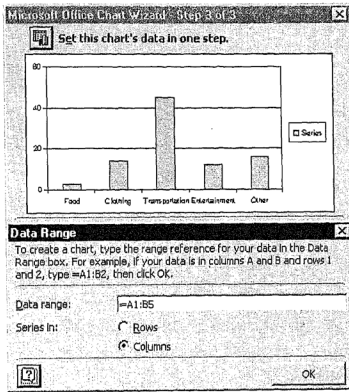 Microsoft Office Chart Wizard - Step 3 of 3
Set this chart's data in one step.
60
40
20
0
Series
Food Clothing Transportation Entertainment Other
Data Range
To create a chart, type the range reference for your data in the Data
Range box. For example, if your data is in columns A and B and rows 1
and 2, type =A1:B2, then click OK.
Data range: =A1:B5
Series in: Rows
Columns
OK